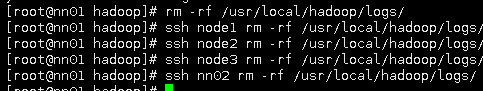 [root@nn01 hadoop]# rm -rf /usr/local/hadoop/logs/
[root@nn01 hadoop]# ssh node1 rm -rf /usr/local/hadoop/logs/
[root@nn01 hadoop]# ssh node2 rm -rf /usr/local/hadoop/logs/
[root@nn01 hadoop]# ssh node3 rm -rf /usr/local/hadoop/logs/
[root@nn01 hadoop]# ssh nn02 rm -rf /usr/local/hadoop/logs/
[root@nn01 hadoop]#